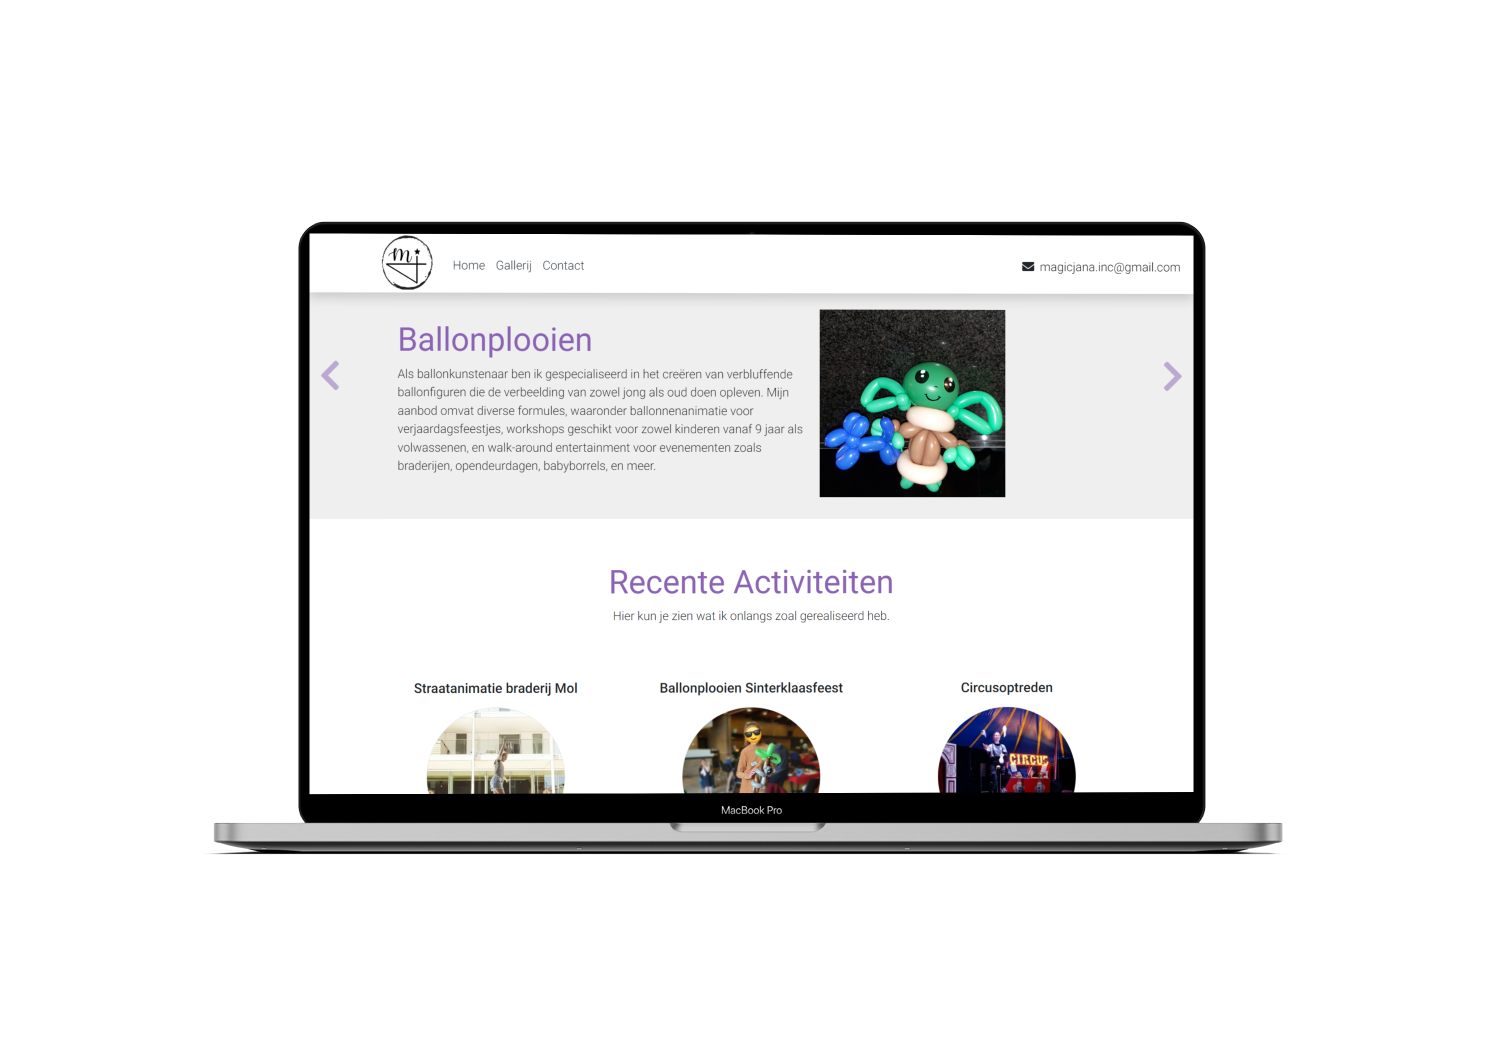 m
Home Gallerij Contact
magicjana.inc@gmail.com
Ballonplooien
Als ballonkunstenaar ben ik gespecialiseerd in het creëren van verbluffende
ballonfiguren die de verbeelding van zowel jong als oud doen opleven. Mijn
aanbod omvat diverse formules, waaronder ballonnenanimatie voor
verjaardagsfeestjes, workshops geschikt voor zowel kinderen vanaf 9 jaar als
volwassenen, en walk-around entertainment voor evenementen zoals
braderijen, opendeurdagen, babyborrels, en meer.
Recente Activiteiten
Hier kun je zien wat ik onlangs zoal gerealiseerd heb.
Straatanimatie braderij Mol
Ballonplooien Sinterklaasfeest
Circusoptreden
CIRCUS
MacBook Pro